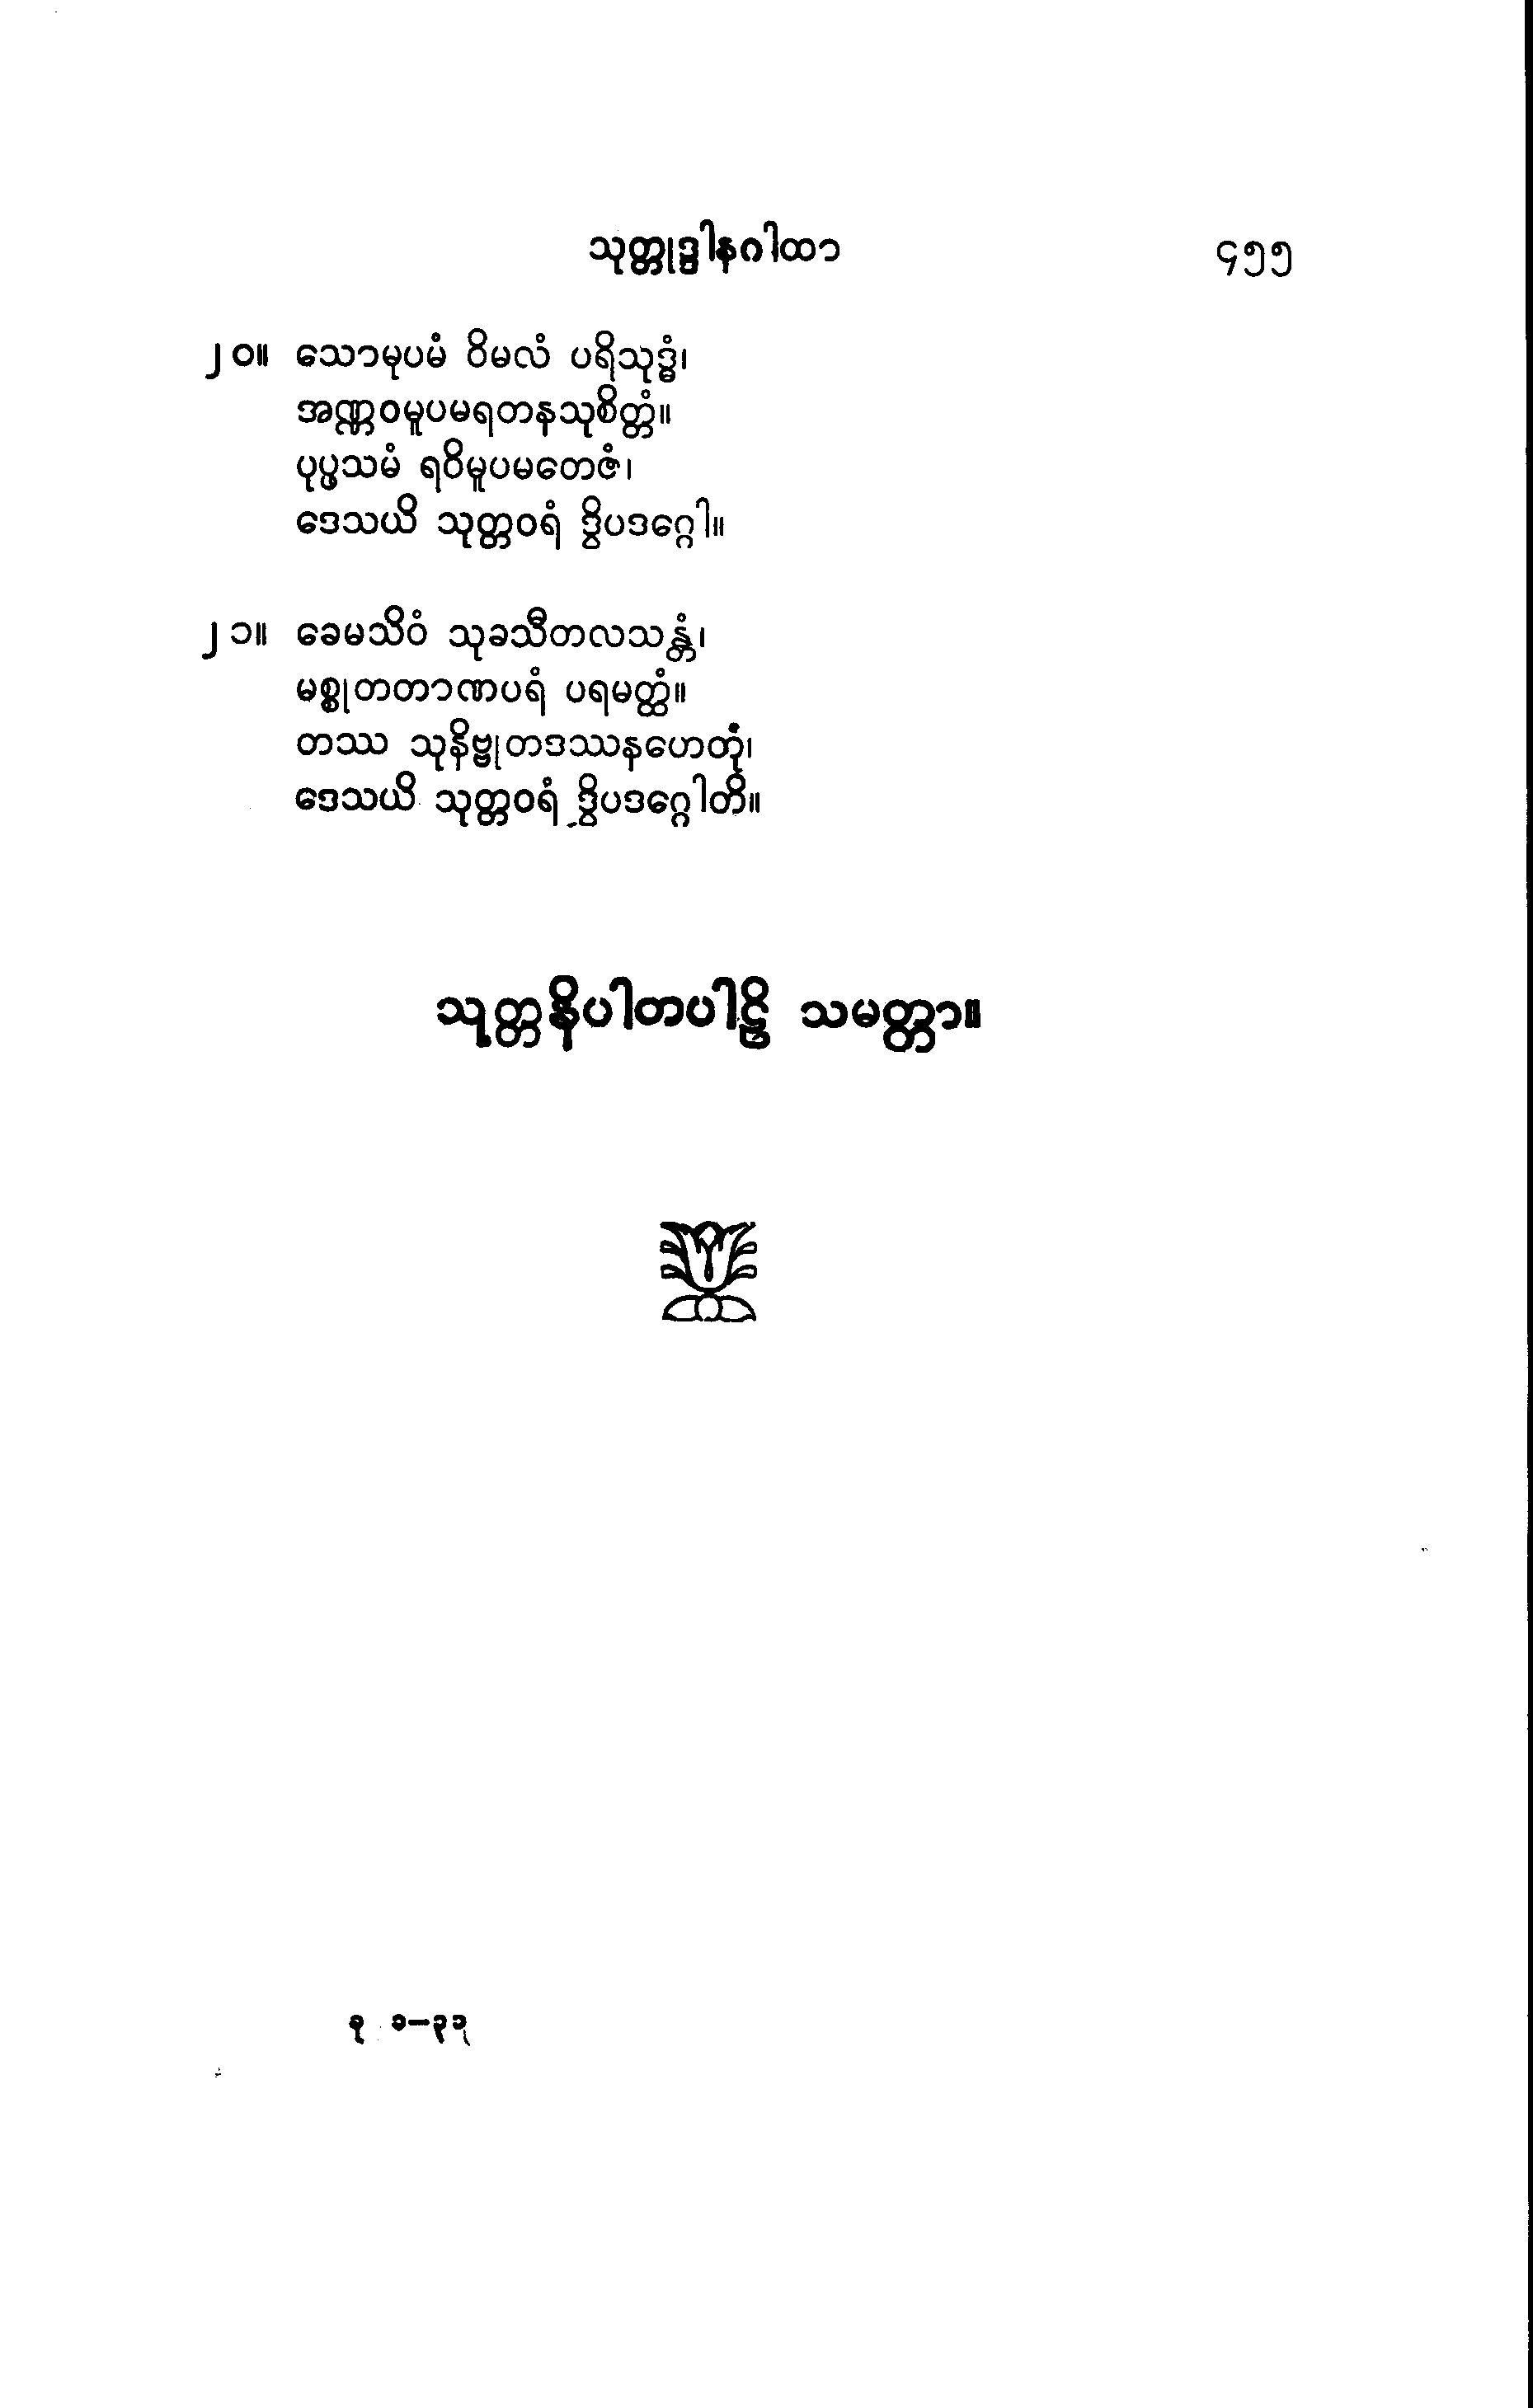 သုတ္တုဒ္ဒါနဂါထာ ၄၅၅
၂၀။ သောမုပမံ ဝိမလံ ပရိသုဒ္ဓံ၊
အဏ္ဏဝမူပမရတနသုစိတ္တံ။
ပုပ္ဖသမံ ရဝိမူပမတေဇံ၊
ဒေသယိ သုတ္တဝရံ ဒွိပဒဂ္ဂေါ။
၂၁။ ခေမသိဝံ သုခသီတလသန္တံ၊
မစ္စုတတာဏပရံ ပရမတ္ထံ။
တဿ သုနိဗ္ဗုတဒဿနဟေတုံ၊
ဒေသယိ သုတ္တဝရံ ဒွိပဒဂ္ဂေါတိ။
သုတ္တနိပါတပါဠိ သမတ္တာ။
ခု ၁–၃၁